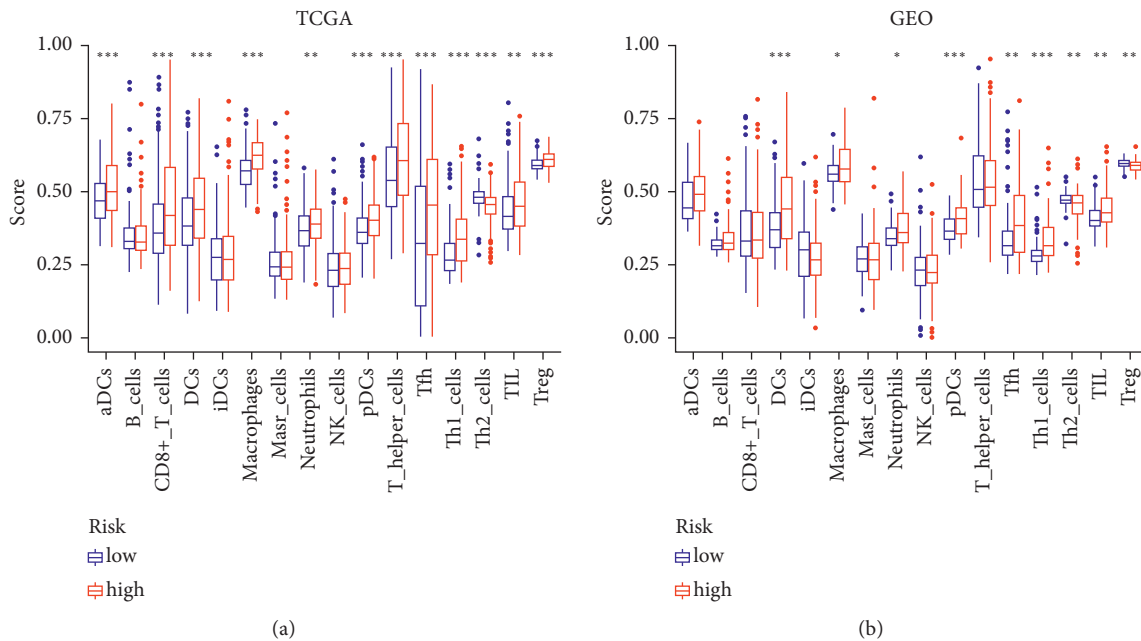 TCGA
1.00
0.75
0.50
0.25
0.00
Score
*** *** *** *** ** *** *** *** *** *** ** ***
aDCs
B_cells
CD8+_T_cells
DCs
iDCs
Macrophages
Masr_cells
Neutrophils
NK_cells
pDCs
T_helper_cells
Tfh
Th1_cells
Th2_cells
TIL
Treg
Risk
low
high
(a)
GEO
1.00
0.75
0.50
0.25
0.00
Score
*** * * *** ** *** ** ** **
aDCs
B_cells
CD8+_T_cells
DCs
iDCs
Macrophages
Mast_cells
Neutrophils
NK_cells
pDCs
T_helper_cells
Tfh
Th1_cells
Th2_cells
TIL
Treg
Risk
low
high
(b)